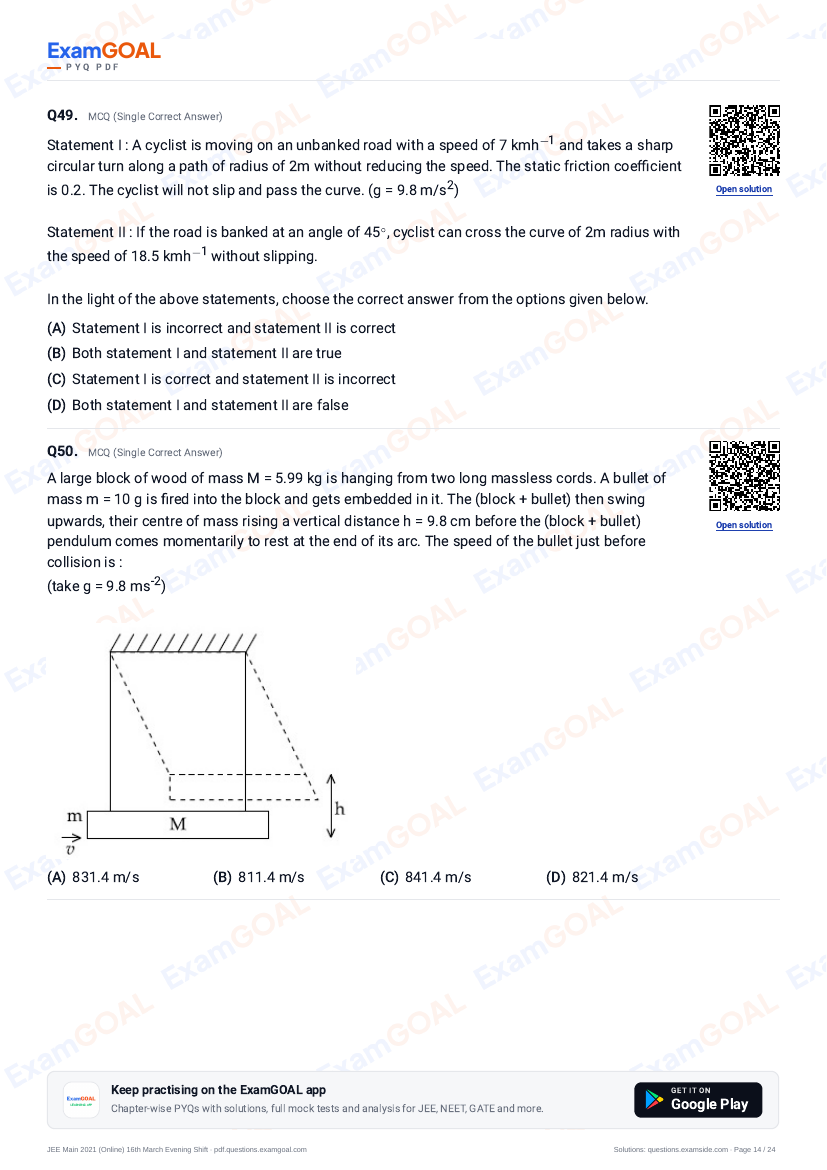 ExamGOAL
PYQ PDF
Q49. MCQ (Single Correct Answer)
Statement I : A cyclist is moving on an unbanked road with a speed of 7 kmh⁻¹ and takes a sharp
circular turn along a path of radius of 2m without reducing the speed. The static friction coefficient
is 0.2. The cyclist will not slip and pass the curve. (g = 9.8 m/s²)
Open solution
Statement II : If the road is banked at an angle of 45°, cyclist can cross the curve of 2m radius with
the speed of 18.5 kmh⁻¹ without slipping.
In the light of the above statements, choose the correct answer from the options given below.
(A) Statement I is incorrect and statement II is correct
(B) Both statement I and statement II are true
(C) Statement I is correct and statement II is incorrect
(D) Both statement I and statement II are false
Q50. MCQ (Single Correct Answer)
A large block of wood of mass M = 5.99 kg is hanging from two long massless cords. A bullet of
mass m = 10 g is fired into the block and gets embedded in it. The (block + bullet) then swing
upwards, their centre of mass rising a vertical distance h = 9.8 cm before the (block + bullet)
pendulum comes momentarily to rest at the end of its arc. The speed of the bullet just before
collision is :
(take g = 9.8 ms⁻²)
Open solution
h
m
M
v
(A) 831.4 m/s (B) 811.4 m/s (C) 841.4 m/s (D) 821.4 m/s
Keep practising on the ExamGOAL app
Chapter-wise PYQs with solutions, full mock tests and analysis for JEE, NEET, GATE and more.
GET IT ON
Google Play
JEE Main 2021 (Online) 16th March Evening Shift · pdf.questions.examgoal.com
Solutions: questions.examside.com · Page 14 / 24